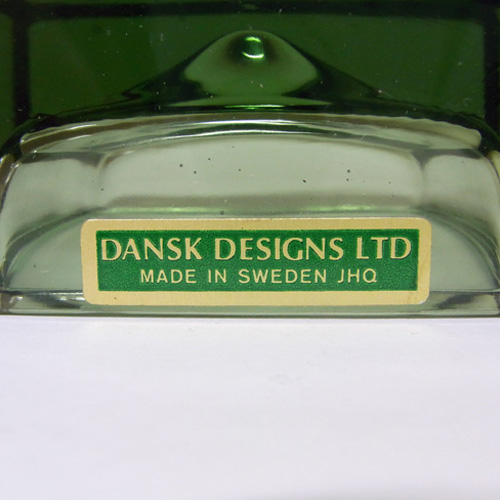 DANSK DESIGNS LTD
MADE IN SWEDEN JHQ